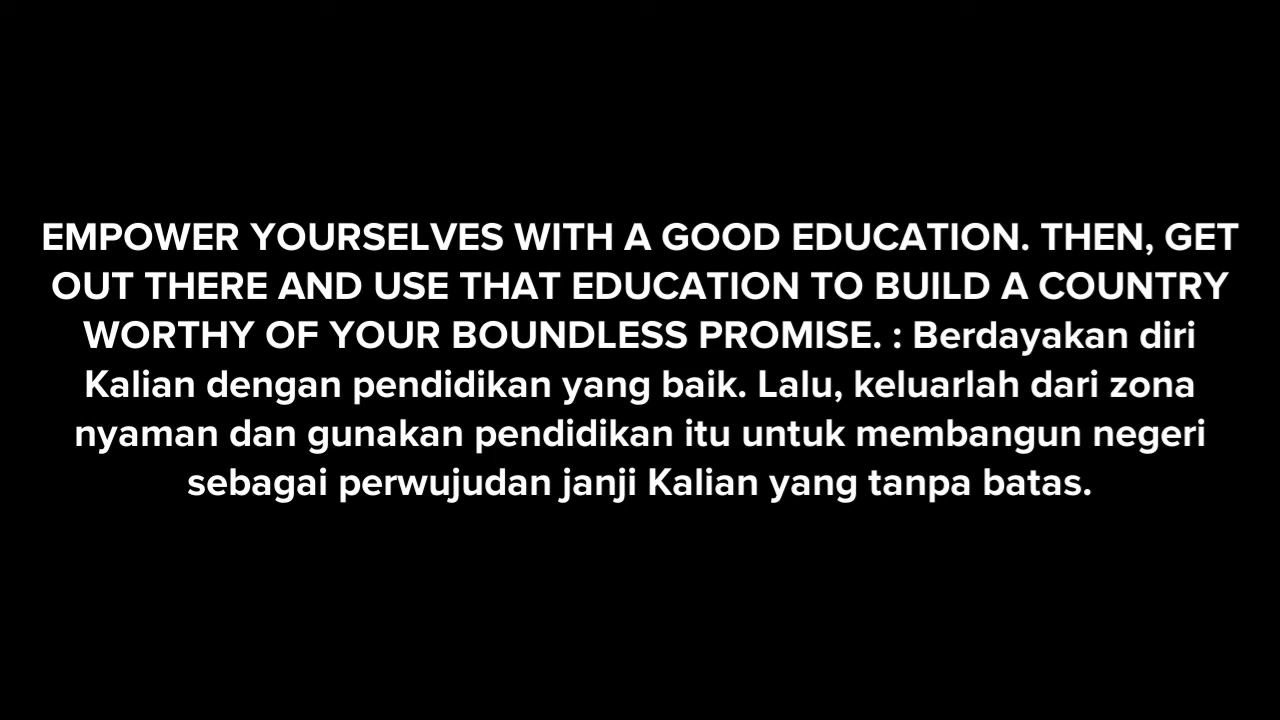 EMPOWER YOURSELVES WITH A GOOD EDUCATION. THEN, GET
OUT THERE AND USE THAT EDUCATION TO BUILD A COUNTRY
WORTHY OF YOUR BOUNDLESS PROMISE. : Berdayakan diri
Kalian dengan pendidikan yang baik. Lalu, keluarlah dari zona
nyaman dan gunakan pendidikan itu untuk membangun negeri
sebagai perwujudan janji Kalian yang tanpa batas.